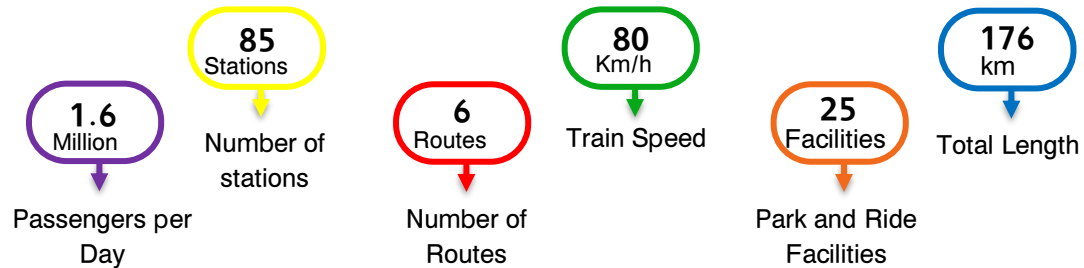 1.6
Million
Passengers per
Day
85
Stations
Number of
stations
6
Routes
Number of
Routes
80
Km/h
Train Speed
25
Facilities
Park and Ride
Facilities
176
km
Total Length